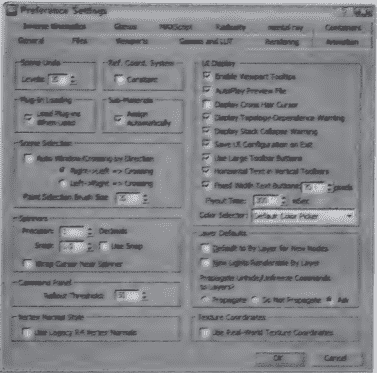 Preference Settings
Inverse Kinematics Gizmos MAXScript Radiosity mental ray Containers
General Files Viewports Gamma and LUT Rendering Animation
Scene Undo
Levels:
Ref. Coord. System
Constant
Plug-In Loading
Load Plug-ins When Used
Sub-Materials
Assign Automatically
Scene Selection
Auto Window/Crossing by Direction
Right->Left => Crossing
Left->Right => Crossing
Paint Selection Brush Size:
Spinners
Precision: Decimals
Snap: Use Snap
Wrap Cursor Near Spinner
Command Panel
Rollout Threshold:
Vertex Normal Style
Use Legacy R4 Vertex Normals
UI Display
Enable Viewport Tooltips
AutoPlay Preview File
Display Cross Hair Cursor
Display Topology-Dependence Warning
Display Stack Collapse Warning
Save UI Configuration on Exit
Use Large Toolbar Buttons
Horizontal Text in Vertical Toolbars
Fixed Width Text Buttons: pixels
Flyout Time: mSec
Color Selector: Default Color Picker
Layer Defaults
Default to By Layer for New Nodes
New Lights Renderable By Layer
Propagate Unhide/Unfreeze Commands to Layers?
Propagate Do Not Propagate Ask
Texture Coordinates
Use Real-World Texture Coordinates
OK Cancel